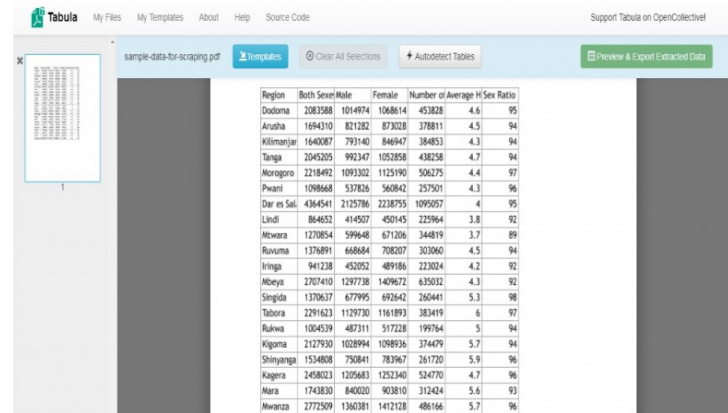 Tabula My Files My Templates About Help Source Code Support Tabula on OpenCollective!
sample-data-for-scraping.pdf Templates Clear All Selections Autodetect Tables Preview & Export Extracted Data
Region Both Sexes Male Female Number of Average H Sex Ratio
Dodoma 2083588 1014974 1068614 453828 4.6 95
Arusha 1694310 821282 873028 378811 4.5 94
Kilimanjar 1640087 793140 846947 384853 4.3 94
Tanga 2045205 992347 1052858 438258 4.7 94
Morogoro 2218492 1093302 1125190 506275 4.4 97
Pwani 1098668 537826 560842 257501 4.3 96
Dar es Sal 4364541 2125786 2238755 1095057 4 95
Lindi 864652 414507 450145 225964 3.8 92
Mtwara 1270854 599648 671206 344819 3.7 89
Ruvuma 1376891 668684 708207 303060 4.5 94
Iringa 941238 452052 489186 223024 4.2 92
Mbeya 2707410 1297738 1409672 635032 4.3 92
Singida 1370637 677995 692642 260441 5.3 98
Tabora 2291623 1129730 1161893 383419 6 97
Rukwa 1004539 487311 517228 199764 5 94
Kigoma 2127930 1028994 1098936 374479 5.7 94
Shinyanga 1534808 750841 783967 261720 5.9 96
Kagera 2458023 1205683 1252340 524770 4.7 96
Mara 1743830 840020 903810 312424 5.6 93
Mwanza 2772509 1360381 1412128 486166 5.7 96
1